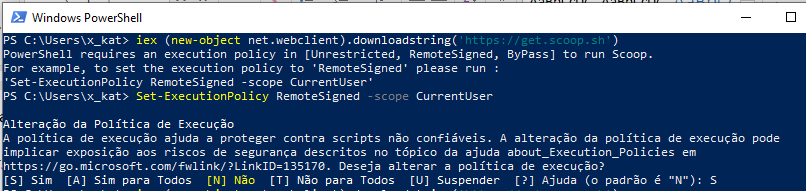 Windows PowerShell
PS C:\Users\x_kat> iex (new-object net.webclient).downloadstring('https://get.scoop.sh')
PowerShell requires an execution policy in [Unrestricted, RemoteSigned, ByPass] to run Scoop.
For example, to set the execution policy to 'RemoteSigned' please run :
'Set-ExecutionPolicy RemoteSigned -scope CurrentUser'
PS C:\Users\x_kat> Set-ExecutionPolicy RemoteSigned -scope CurrentUser
Alteração da Política de Execução
A política de execução ajuda a proteger contra scripts não confiáveis. A alteração da política de execução pode
implicar exposição aos riscos de segurança descritos no tópico da ajuda about_Execution_Policies em
https://go.microsoft.com/fwlink/?LinkID=135170. Deseja alterar a política de execução?
[S] Sim  [A] Sim para Todos  [N] Não  [T] Não para Todos  [U] Suspender  [?] Ajuda (o padrão é "N"): S